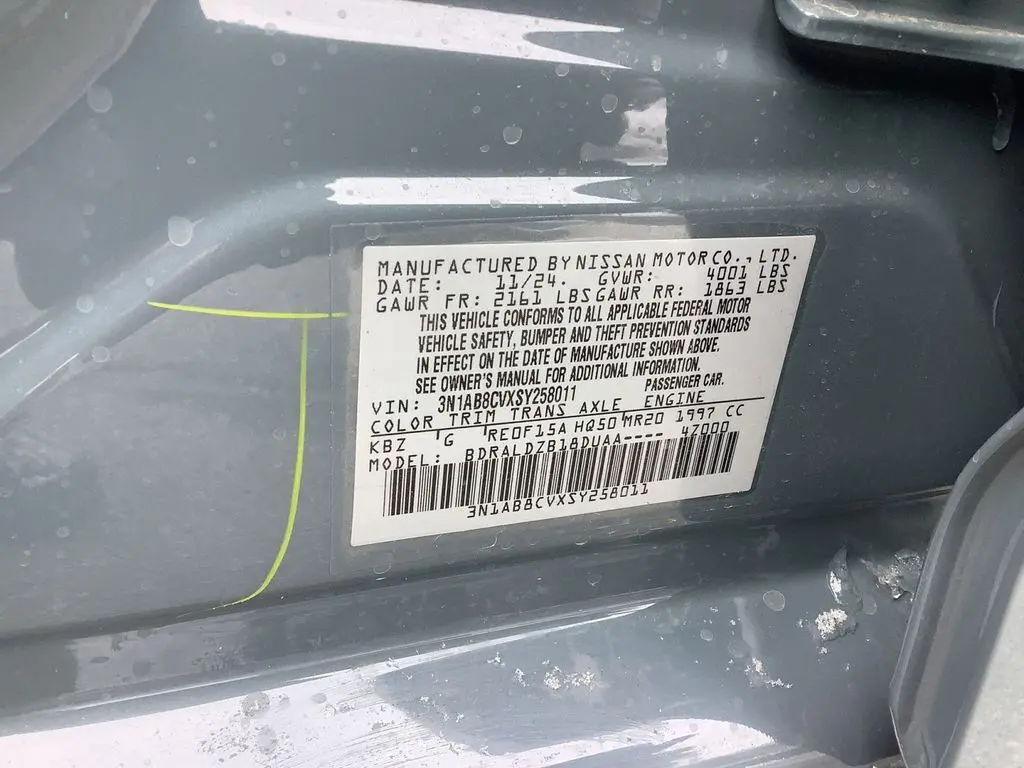 MANUFACTURED BY NISSAN MOTOR CO., LTD.
DATE: 11/24. GVWR: 4001 LBS
GAWR FR: 2161 LBS GAWR RR: 1863 LBS
THIS VEHICLE CONFORMS TO ALL APPLICABLE FEDERAL MOTOR
VEHICLE SAFETY, BUMPER AND THEFT PREVENTION STANDARDS
IN EFFECT ON THE DATE OF MANUFACTURE SHOWN ABOVE.
SEE OWNER'S MANUAL FOR ADDITIONAL INFORMATION.
VIN: 3N1AB8CVXSY258011 PASSENGER CAR.
COLOR TRIM TRANS AXLE ENGINE
KBZ G RE0F15A HQ50 MR20 1997 CC
MODEL: BDRALDZB18DUAA---- 47000
3N1AB8CVXSY258011